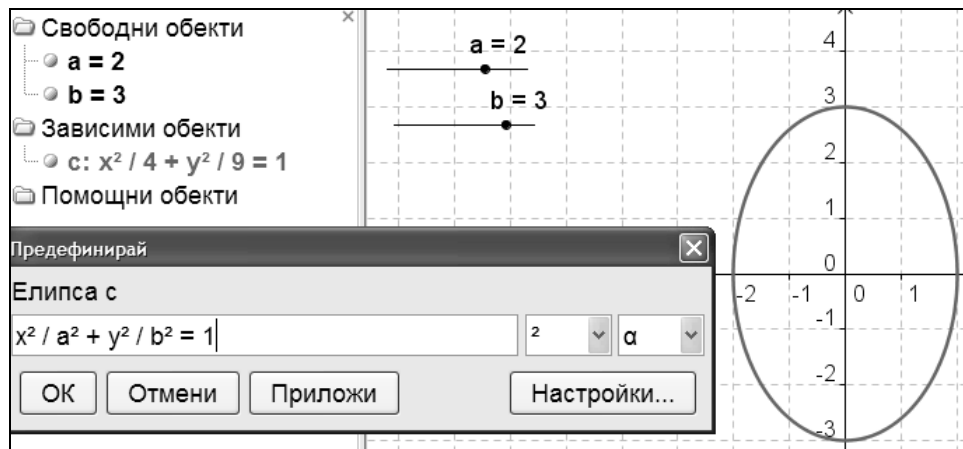 Свободни обекти
a = 2
b = 3
Зависими обекти
c: x² / 4 + y² / 9 = 1
Помощни обекти
a = 2
b = 3
4
3
2
1
0
-2 -1 0 1
-1
-2
-3
Предефинирай
Елипса c
x² / a² + y² / b² = 1 ² α
ОК Отмени Приложи Настройки...